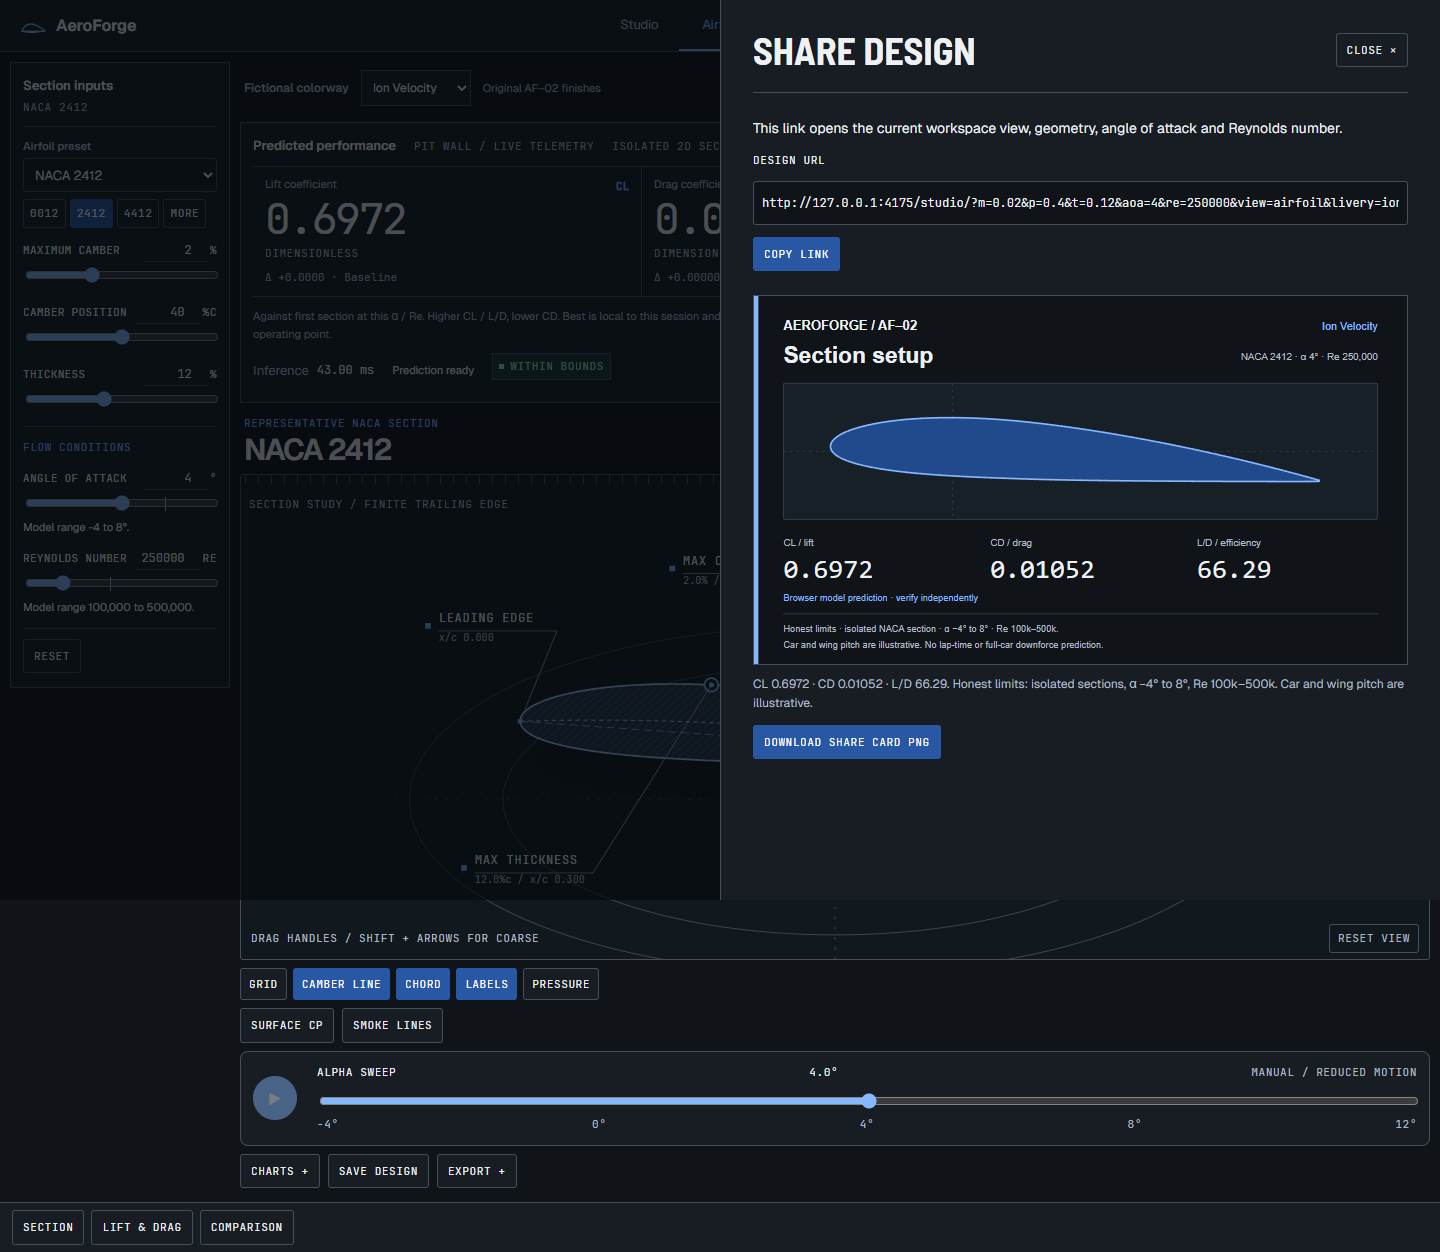 AeroForge
Studio
Section inputs
NACA 2412
Airfoil preset
NACA 2412
0012 2412 4412 MORE
MAXIMUM CAMBER 2 %
CAMBER POSITION 40 %C
THICKNESS 12 %
FLOW CONDITIONS
ANGLE OF ATTACK 4 °
Model range -4 to 8°.
REYNOLDS NUMBER 250000 RE
Model range 100,000 to 500,000.
RESET
Fictional colorway Ion Velocity Original AF–02 finishes
Predicted performance PIT WALL / LIVE TELEMETRY ISOLATED 2D
Lift coefficient CL
0.6972
DIMENSIONLESS
Δ +0.0000 · Baseline
Drag
Δ +0.00000
Against first section at this α / Re. Higher CL / L/D, lower CD. Best is local to this session and
operating point.
Inference 43.00 ms Prediction ready WITHIN BOUNDS
REPRESENTATIVE NACA SECTION
NACA 2412
SECTION STUDY / FINITE TRAILING EDGE
MAX
2.0% /
LEADING EDGE
x/c 0.000
MAX THICKNESS
12.0%c / x/c 0.300
SHARE DESIGN
CLOSE ×
This link opens the current workspace view, geometry, angle of attack and Reynolds number.
DESIGN URL
http://127.0.0.1:4175/studio/?m=0.02&p=0.4&t=0.12&aoa=4&re=250000&view=airfoil&livery=ion
COPY LINK
AEROFORGE / AF–02
Ion Velocity
Section setup
NACA 2412 · α 4° · Re 250,000
CL / lift CD / drag L/D / efficiency
0.6972 0.01052 66.29
Browser model prediction · verify independently
Honest limits · isolated NACA section · α −4° to 8° · Re 100k–500k.
Car and wing pitch are illustrative. No lap-time or full-car downforce prediction.
CL 0.6972 · CD 0.01052 · L/D 66.29. Honest limits: isolated sections, α −4° to 8°, Re 100k–500k. Car and wing pitch are
illustrative.
DOWNLOAD SHARE CARD PNG
DRAG HANDLES / SHIFT + ARROWS FOR COARSE
RESET VIEW
GRID CAMBER LINE CHORD LABELS PRESSURE
SURFACE CP SMOKE LINES
ALPHA SWEEP 4.0° MANUAL / REDUCED MOTION
-4° 0° 4° 8° 12°
CHARTS + SAVE DESIGN EXPORT +
SECTION LIFT & DRAG COMPARISON